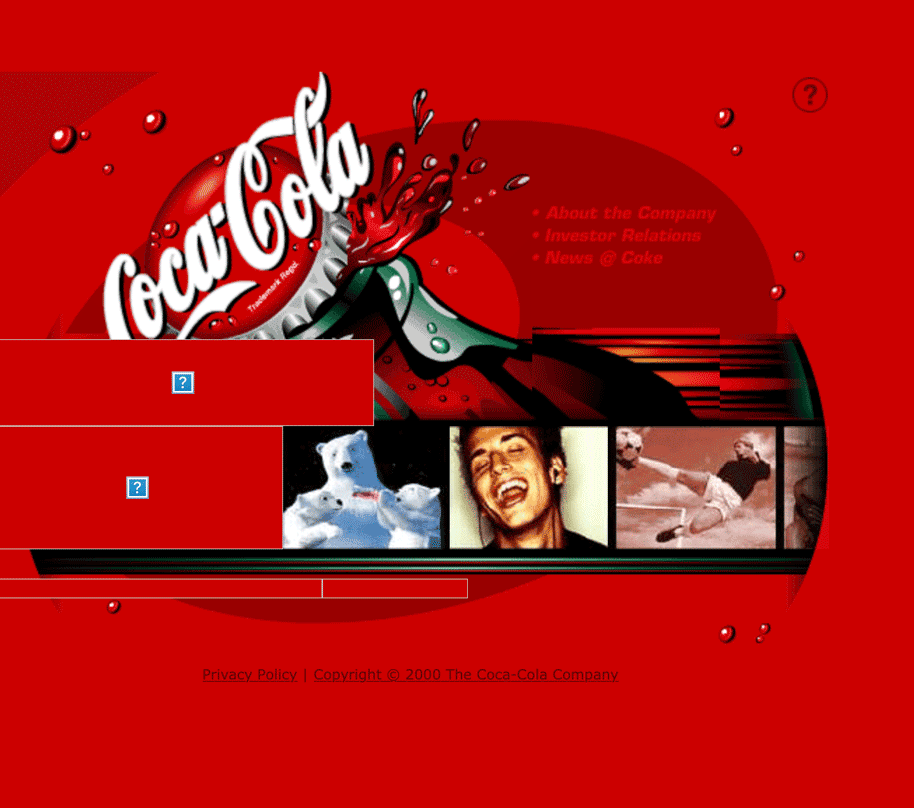 ?
Coca-Cola
Trademark Regd.
• About the Company
• Investor Relations
• News @ Coke
Privacy Policy | Copyright © 2000 The Coca-Cola Company